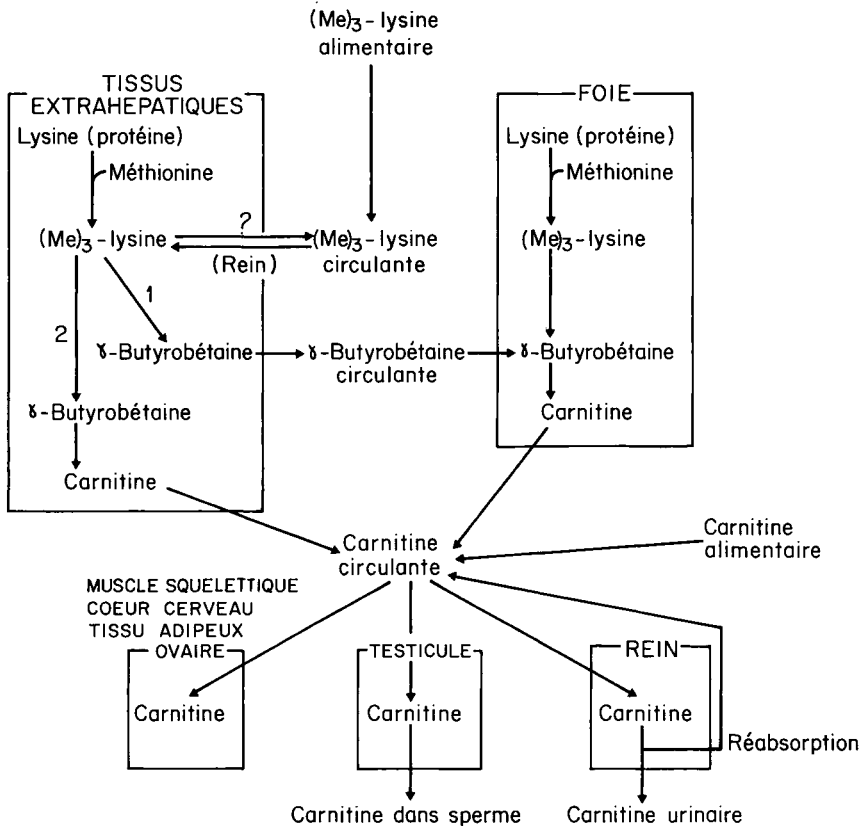 (Me)₃-lysine
alimentaire
TISSUS
EXTRAHEPATIQUES
Lysine (protéine)
Méthionine
(Me)₃-lysine
?
(Rein)
(Me)₃-lysine
circulante
1
2
ɣ-Butyrobétaine
ɣ-Butyrobétaine
circulante
ɣ-Butyrobétaine
Carnitine
FOIE
Lysine (protéine)
Méthionine
(Me)₃-lysine
ɣ-Butyrobétaine
Carnitine
Carnitine
circulante
Carnitine
alimentaire
MUSCLE SQUELETTIQUE
COEUR CERVEAU
TISSU ADIPEUX
OVAIRE
Carnitine
TESTICULE
Carnitine
Carnitine dans sperme
REIN
Carnitine
Réabsorption
Carnitine urinaire